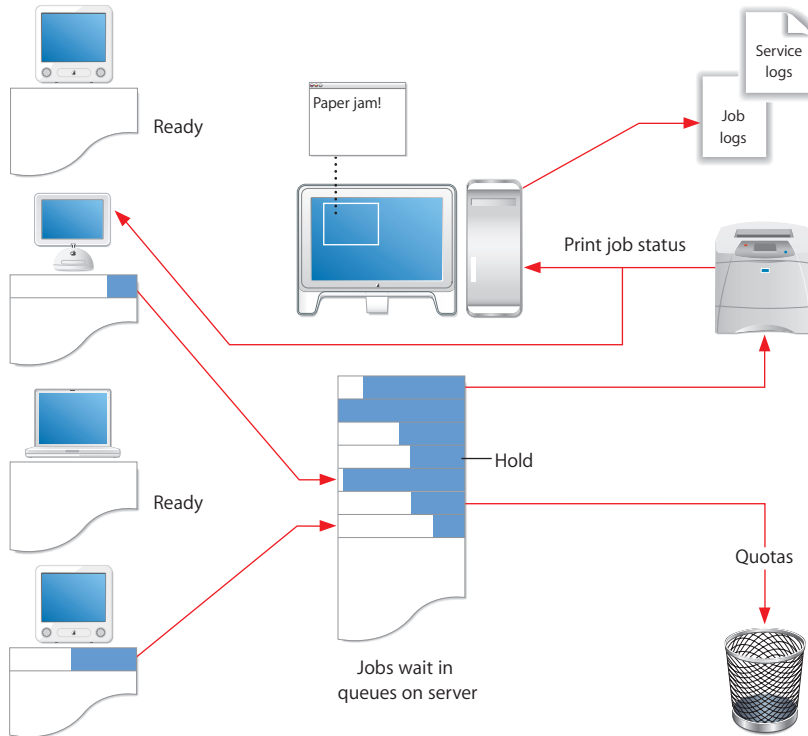 Service
logs
Paper jam!
Job
logs
Ready
Print job status
Hold
Ready
Quotas
Jobs wait in
queues on server